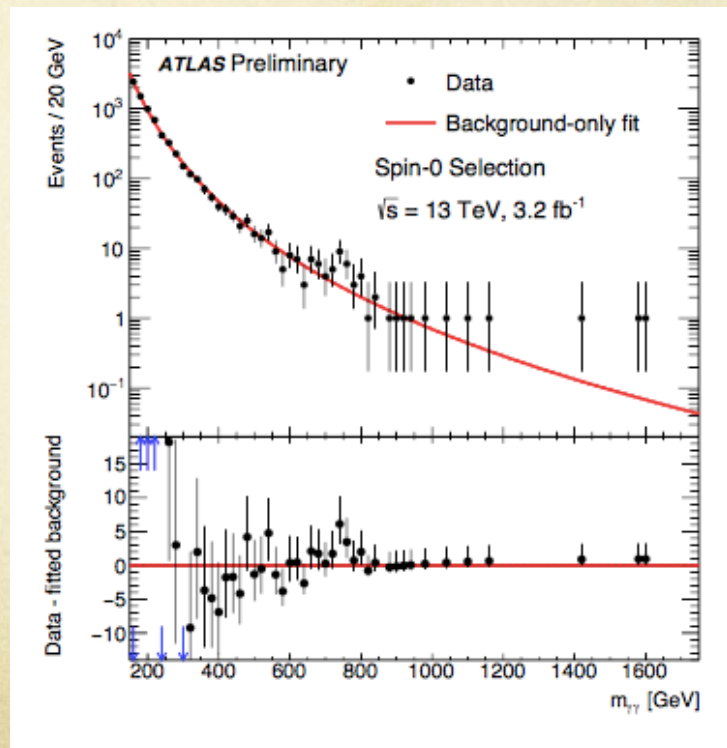 ATLAS Preliminary
Data
Background-only fit
Spin-0 Selection
√s = 13 TeV, 3.2 fb⁻¹
Events / 20 GeV
10⁴
10³
10²
10
1
10⁻¹
Data - fitted background
15
10
5
0
−5
−10
200 400 600 800 1000 1200 1400 1600
mγγ [GeV]